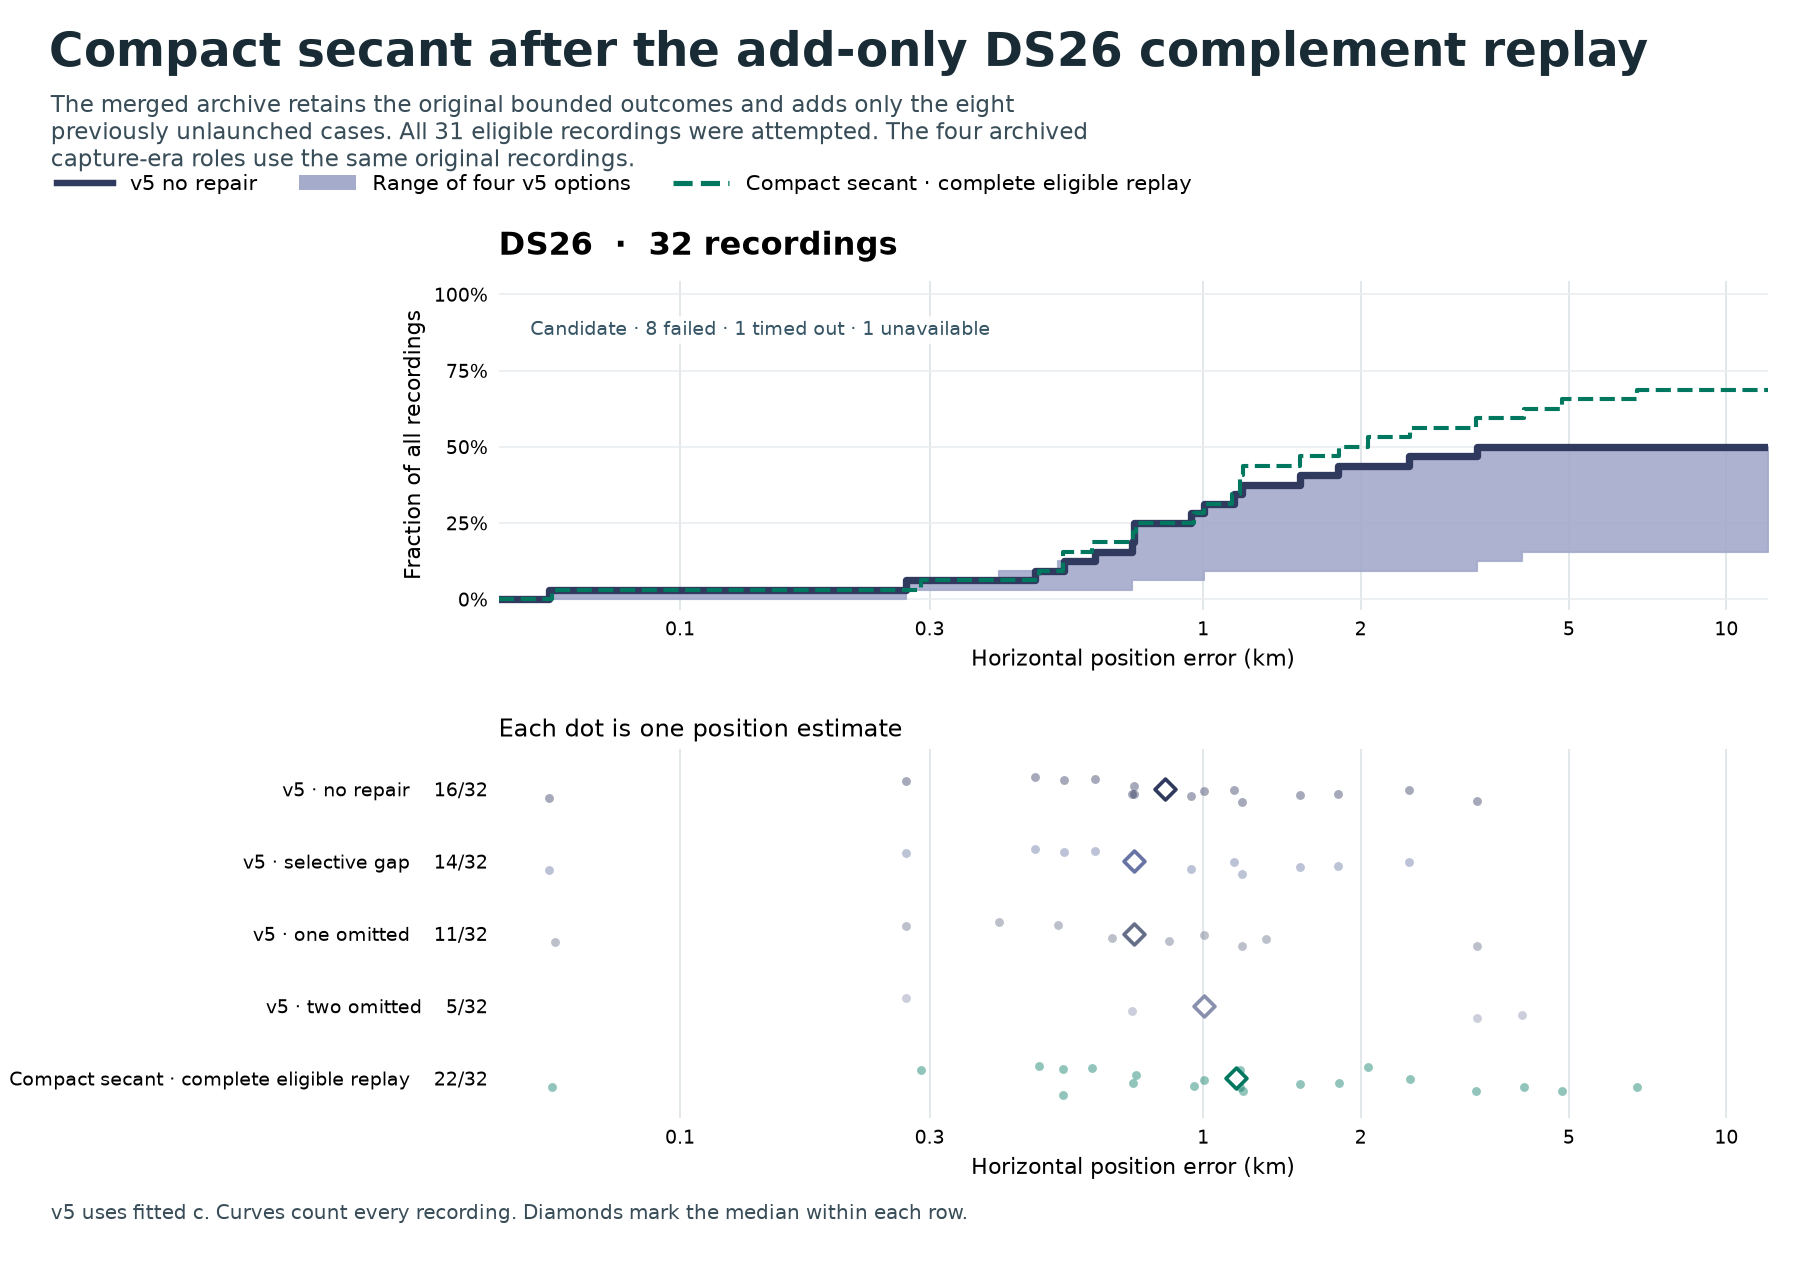 Compact secant after the add-only DS26 complement replay
The merged archive retains the original bounded outcomes and adds only the eight
previously unlaunched cases. All 31 eligible recordings were attempted. The four archived
capture-era roles use the same original recordings.
v5 no repair Range of four v5 options Compact secant · complete eligible replay
DS26 · 32 recordings
100%
Candidate · 8 failed · 1 timed out · 1 unavailable
75%
50%
25%
0%
Fraction of all recordings
0.1 0.3 1 2 5 10
Horizontal position error (km)
Each dot is one position estimate
v5 · no repair 16/32
v5 · selective gap 14/32
v5 · one omitted 11/32
v5 · two omitted 5/32
Compact secant · complete eligible replay 22/32
0.1 0.3 1 2 5 10
Horizontal position error (km)
v5 uses fitted c. Curves count every recording. Diamonds mark the median within each row.